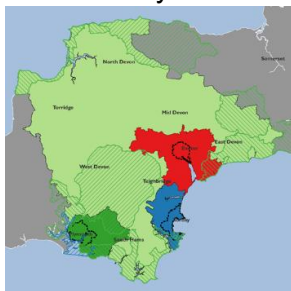 North Devon
Somerset
Torridge
Mid Devon
East Devon
West Devon
Teignbridge
South Hams